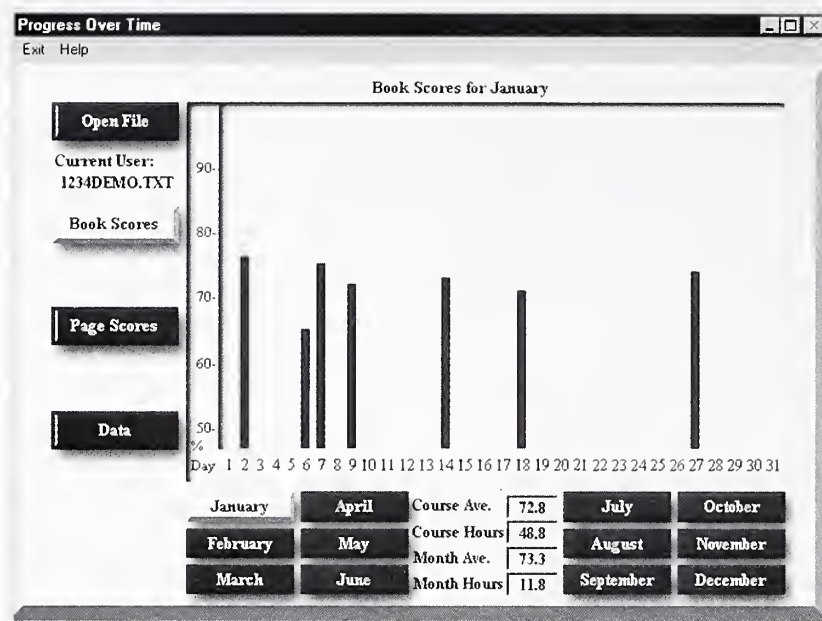 Progress Over Time
Exit Help
Book Scores for January
Open File
Current User:
1234DEMO.TXT
Book Scores
Page Scores
Data
90-
80-
70-
60-
50-
%
Day 1 2 3 4 5 6 7 8 9 10 11 12 13 14 15 16 17 18 19 20 21 22 23 24 25 26 27 28 29 30 31
January April Course Ave. 72.8 July October
Course Hours 48.8
February May August November
Month Ave. 73.3
March June Month Hours 11.8 September December